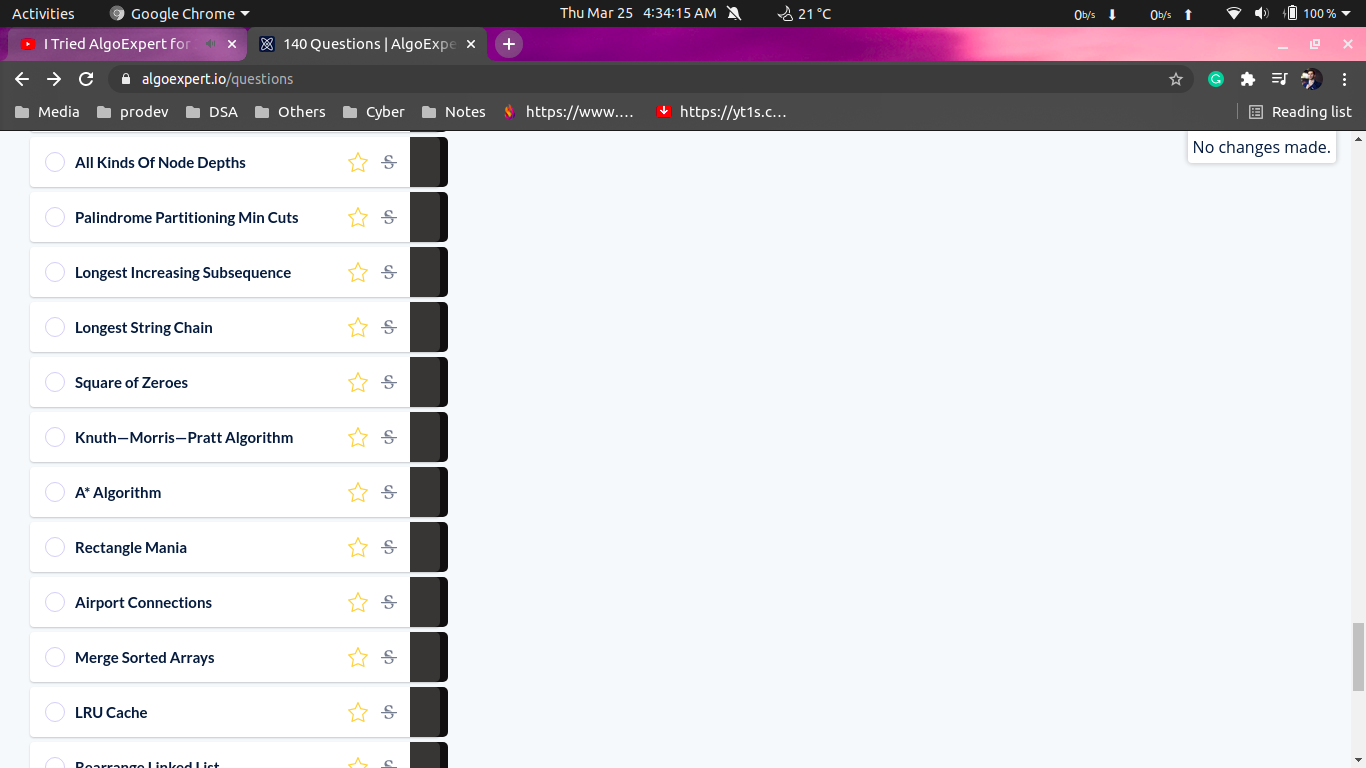 Activities Google Chrome Thu Mar 25 4:34:15 AM 21 °C 0b/s 0b/s 100 %
I Tried AlgoExpert for 140 Questions | AlgoExpe
algoexpert.io/questions
Media prodev DSA Others Cyber Notes https://www.... https://yt1s.c... Reading list
No changes made.
All Kinds Of Node Depths S
Palindrome Partitioning Min Cuts S
Longest Increasing Subsequence S
Longest String Chain S
Square of Zeroes S
Knuth—Morris—Pratt Algorithm S
A* Algorithm S
Rectangle Mania S
Airport Connections S
Merge Sorted Arrays S
LRU Cache S
Rearrange Linked List S